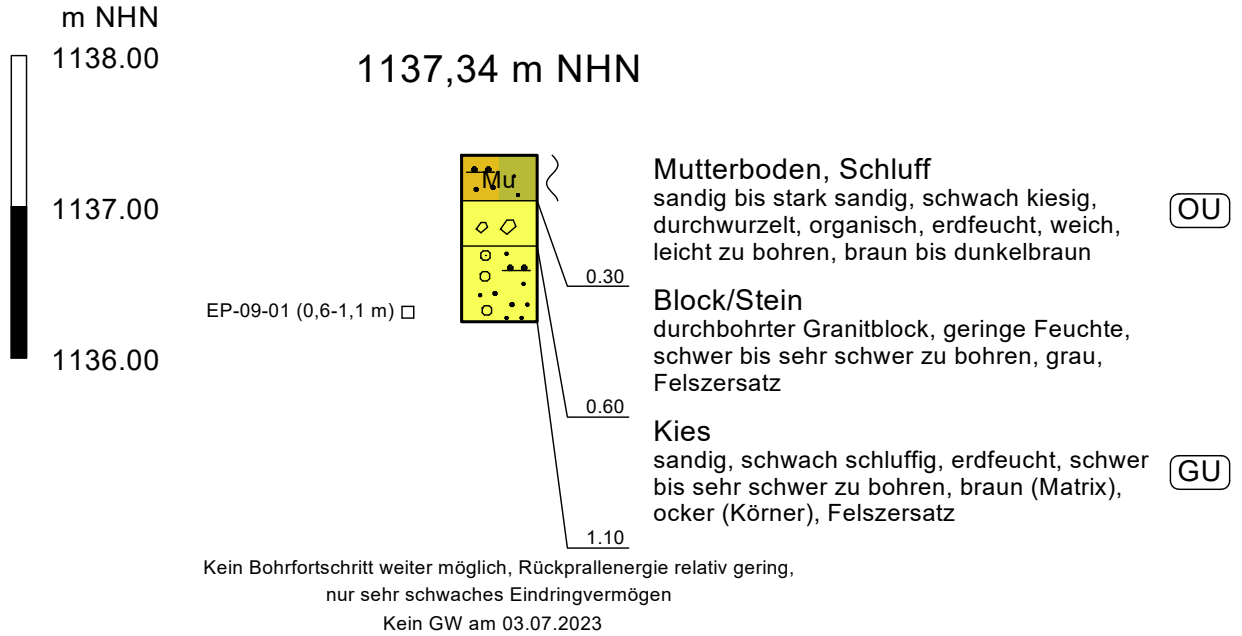 m NHN
1138.00
1137,34 m NHN
Mu
1137.00
1136.00
EP-09-01 (0,6-1,1 m)
Mutterboden, Schluff
sandig bis stark sandig, schwach kiesig,
durchwurzelt, organisch, erdfeucht, weich,
leicht zu bohren, braun bis dunkelbraun
OU
0.30
Block/Stein
durchbohrter Granitblock, geringe Feuchte,
schwer bis sehr schwer zu bohren, grau,
Felszersatz
0.60
Kies
sandig, schwach schluffig, erdfeucht, schwer
bis sehr schwer zu bohren, braun (Matrix),
ocker (Körner), Felszersatz
GU
1.10
Kein Bohrfortschritt weiter möglich, Rückprallenergie relativ gering,
nur sehr schwaches Eindringvermögen
Kein GW am 03.07.2023